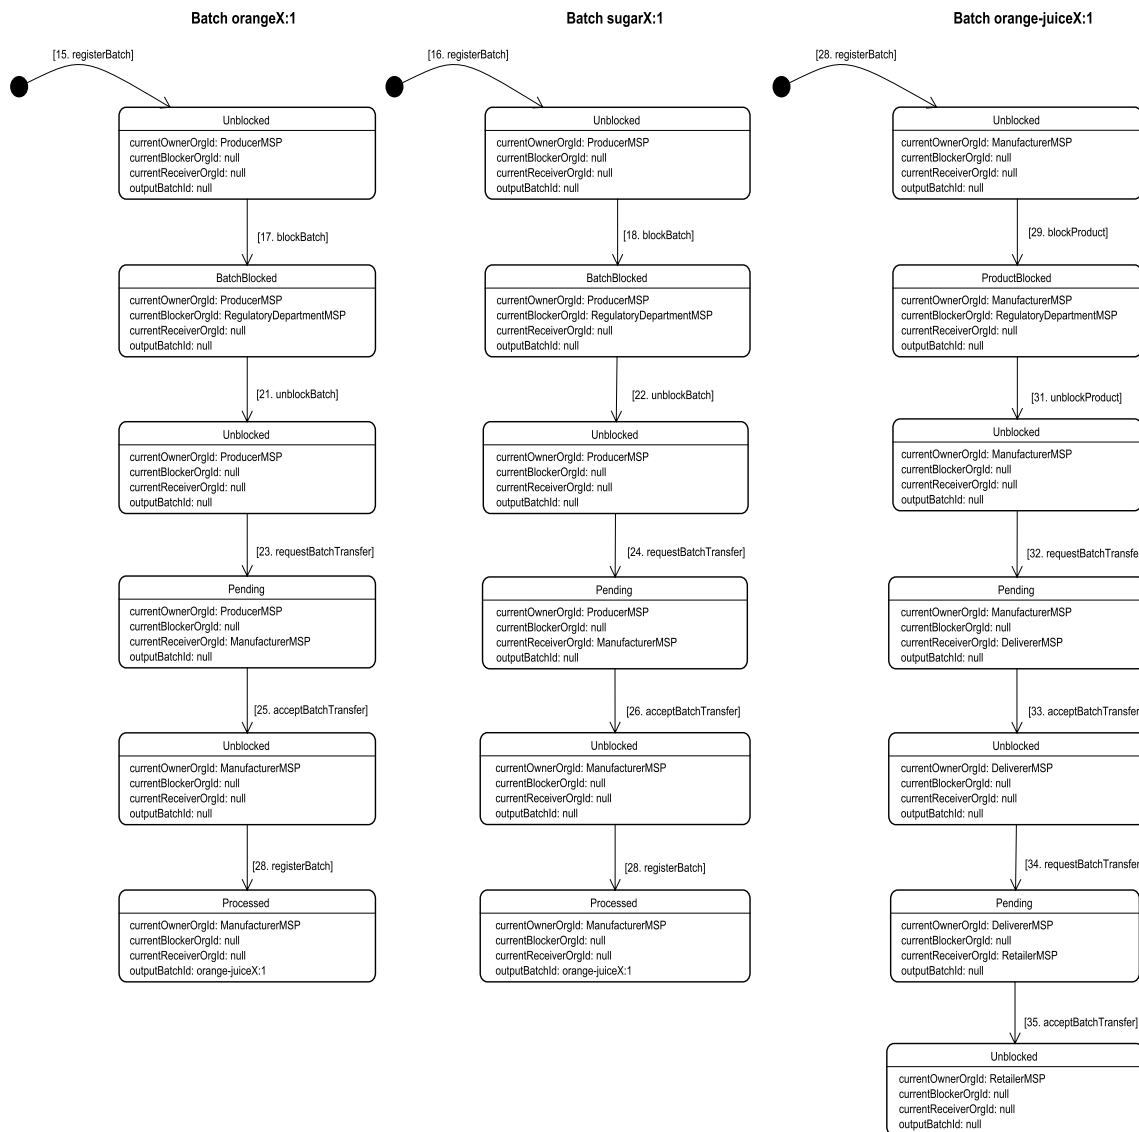 Batch orangeX:1
[15. registerBatch]
Unblocked
currentOwnerOrgId: ProducerMSP
currentBlockerOrgId: null
currentReceiverOrgId: null
outputBatchId: null
[17. blockBatch]
BatchBlocked
currentOwnerOrgId: ProducerMSP
currentBlockerOrgId: RegulatoryDepartmentMSP
currentReceiverOrgId: null
outputBatchId: null
[21. unblockBatch]
Unblocked
currentOwnerOrgId: ProducerMSP
currentBlockerOrgId: null
currentReceiverOrgId: null
outputBatchId: null
[23. requestBatchTransfer]
Pending
currentOwnerOrgId: ProducerMSP
currentBlockerOrgId: null
currentReceiverOrgId: ManufacturerMSP
outputBatchId: null
[25. acceptBatchTransfer]
Unblocked
currentOwnerOrgId: ManufacturerMSP
currentBlockerOrgId: null
currentReceiverOrgId: null
outputBatchId: null
[28. registerBatch]
Processed
currentOwnerOrgId: ManufacturerMSP
currentBlockerOrgId: null
currentReceiverOrgId: null
outputBatchId: orange-juiceX:1
Batch sugarX:1
[16. registerBatch]
Unblocked
currentOwnerOrgId: ProducerMSP
currentBlockerOrgId: null
currentReceiverOrgId: null
outputBatchId: null
[18. blockBatch]
BatchBlocked
currentOwnerOrgId: ProducerMSP
currentBlockerOrgId: RegulatoryDepartmentMSP
currentReceiverOrgId: null
outputBatchId: null
[22. unblockBatch]
Unblocked
currentOwnerOrgId: ProducerMSP
currentBlockerOrgId: null
currentReceiverOrgId: null
outputBatchId: null
[24. requestBatchTransfer]
Pending
currentOwnerOrgId: ProducerMSP
currentBlockerOrgId: null
currentReceiverOrgId: ManufacturerMSP
outputBatchId: null
[26. acceptBatchTransfer]
Unblocked
currentOwnerOrgId: ManufacturerMSP
currentBlockerOrgId: null
currentReceiverOrgId: null
outputBatchId: null
[28. registerBatch]
Processed
currentOwnerOrgId: ManufacturerMSP
currentBlockerOrgId: null
currentReceiverOrgId: null
outputBatchId: orange-juiceX:1
Batch orange-juiceX:1
[28. registerBatch]
Unblocked
currentOwnerOrgId: ManufacturerMSP
currentBlockerOrgId: null
currentReceiverOrgId: null
outputBatchId: null
[29. blockProduct]
ProductBlocked
currentOwnerOrgId: ManufacturerMSP
currentBlockerOrgId: RegulatoryDepartmentMSP
currentReceiverOrgId: null
outputBatchId: null
[31. unblockProduct]
Unblocked
currentOwnerOrgId: ManufacturerMSP
currentBlockerOrgId: null
currentReceiverOrgId: null
outputBatchId: null
[32. requestBatchTransfe
Pending
currentOwnerOrgId: ManufacturerMSP
currentBlockerOrgId: null
currentReceiverOrgId: DelivererMSP
outputBatchId: null
[33. acceptBatchTransfer
Unblocked
currentOwnerOrgId: DelivererMSP
currentBlockerOrgId: null
currentReceiverOrgId: null
outputBatchId: null
[34. requestBatchTransfer
Pending
currentOwnerOrgId: DelivererMSP
currentBlockerOrgId: null
currentReceiverOrgId: RetailerMSP
outputBatchId: null
[35. acceptBatchTransfer]
Unblocked
currentOwnerOrgId: RetailerMSP
currentBlockerOrgId: null
currentReceiverOrgId: null
outputBatchId: null